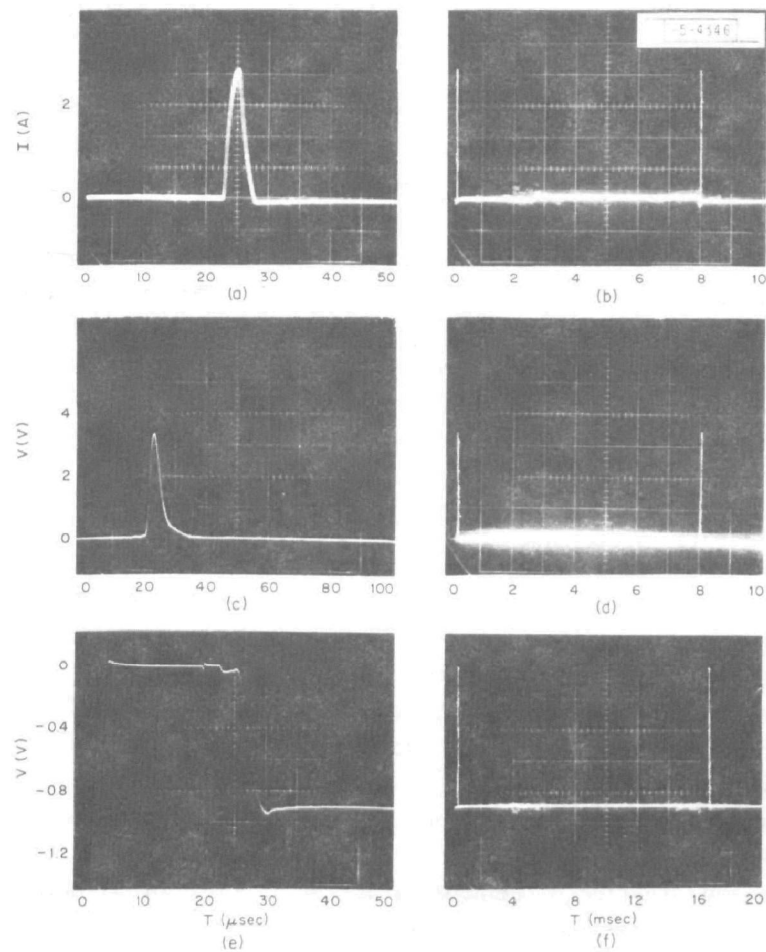 I (A)
2
0
0 10 20 30 40 50
(a)
-5-4346
0 2 4 6 8 10
(b)
V (V)
4
2
0
0 20 40 60 80 100
(c)
0 2 4 6 8 10
(d)
V (V)
0
-0.4
-0.8
-1.2
0 10 20 30 40 50
T (μsec)
(e)
0 4 8 12 16 20
T (msec)
(f)